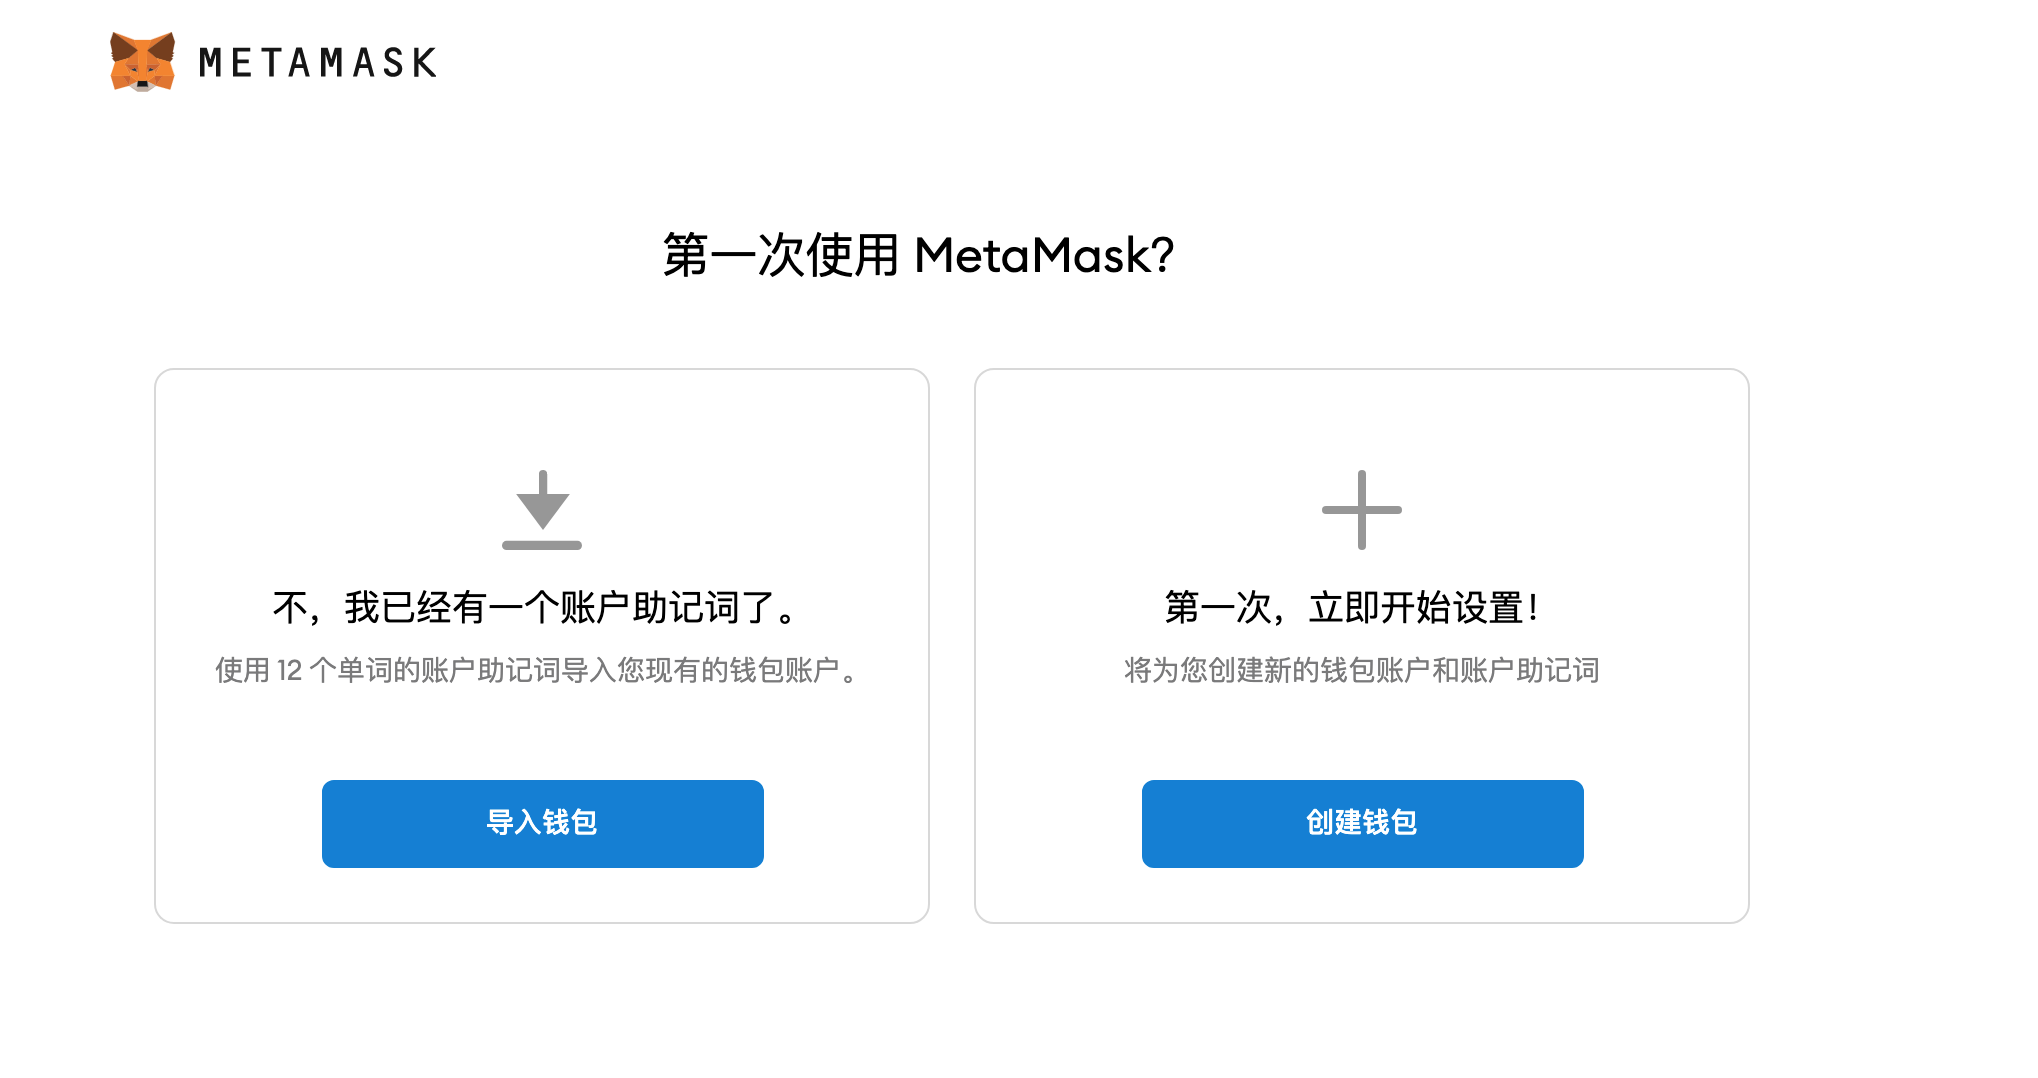 METAMASK
第一次使用 MetaMask?
不，我已经有一个账户助记词了。
使用 12 个单词的账户助记词导入您现有的钱包账户。
导入钱包
第一次，立即开始设置！
将为您创建新的钱包账户和账户助记词
创建钱包